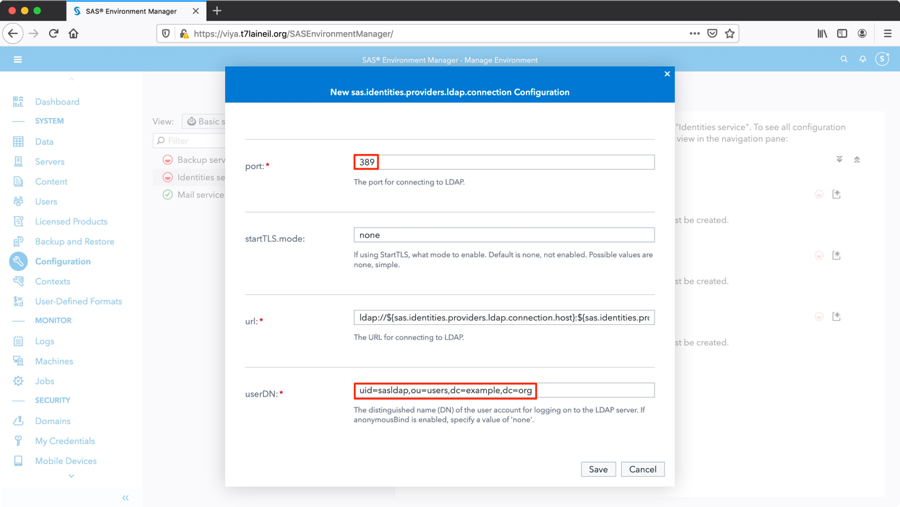 SAS® Environment Manager
https://viya.t7laineil.org/SASEnvironmentManager/
SAS® Environment Manager - Manage Environment
S
Dashboard
SYSTEM
Data
Servers
Content
Users
Licensed Products
Backup and Restore
Configuration
Contexts
User-Defined Formats
MONITOR
Logs
Machines
Jobs
SECURITY
Domains
My Credentials
Mobile Devices
View:
Basic s
Filter
Backup serv
Identities se
Mail service
"Identities service". To see all configuration
view in the navigation pane:
st be created.
st be created.
st be created.
New sas.identities.providers.ldap.connection Configuration
port:*
389
The port for connecting to LDAP.
startTLS.mode:
none
If using StartTLS, what mode to enable. Default is none, not enabled. Possible values are
none, simple.
url:*
ldap://${sas.identities.providers.ldap.connection.host}:${sas.identities.pro
The URL for connecting to LDAP.
userDN:*
uid=sasldap,ou=users,dc=example,dc=org
The distinguished name (DN) of the user account for logging on to the LDAP server. If
anonymousBind is enabled, specify a value of 'none'.
Save
Cancel